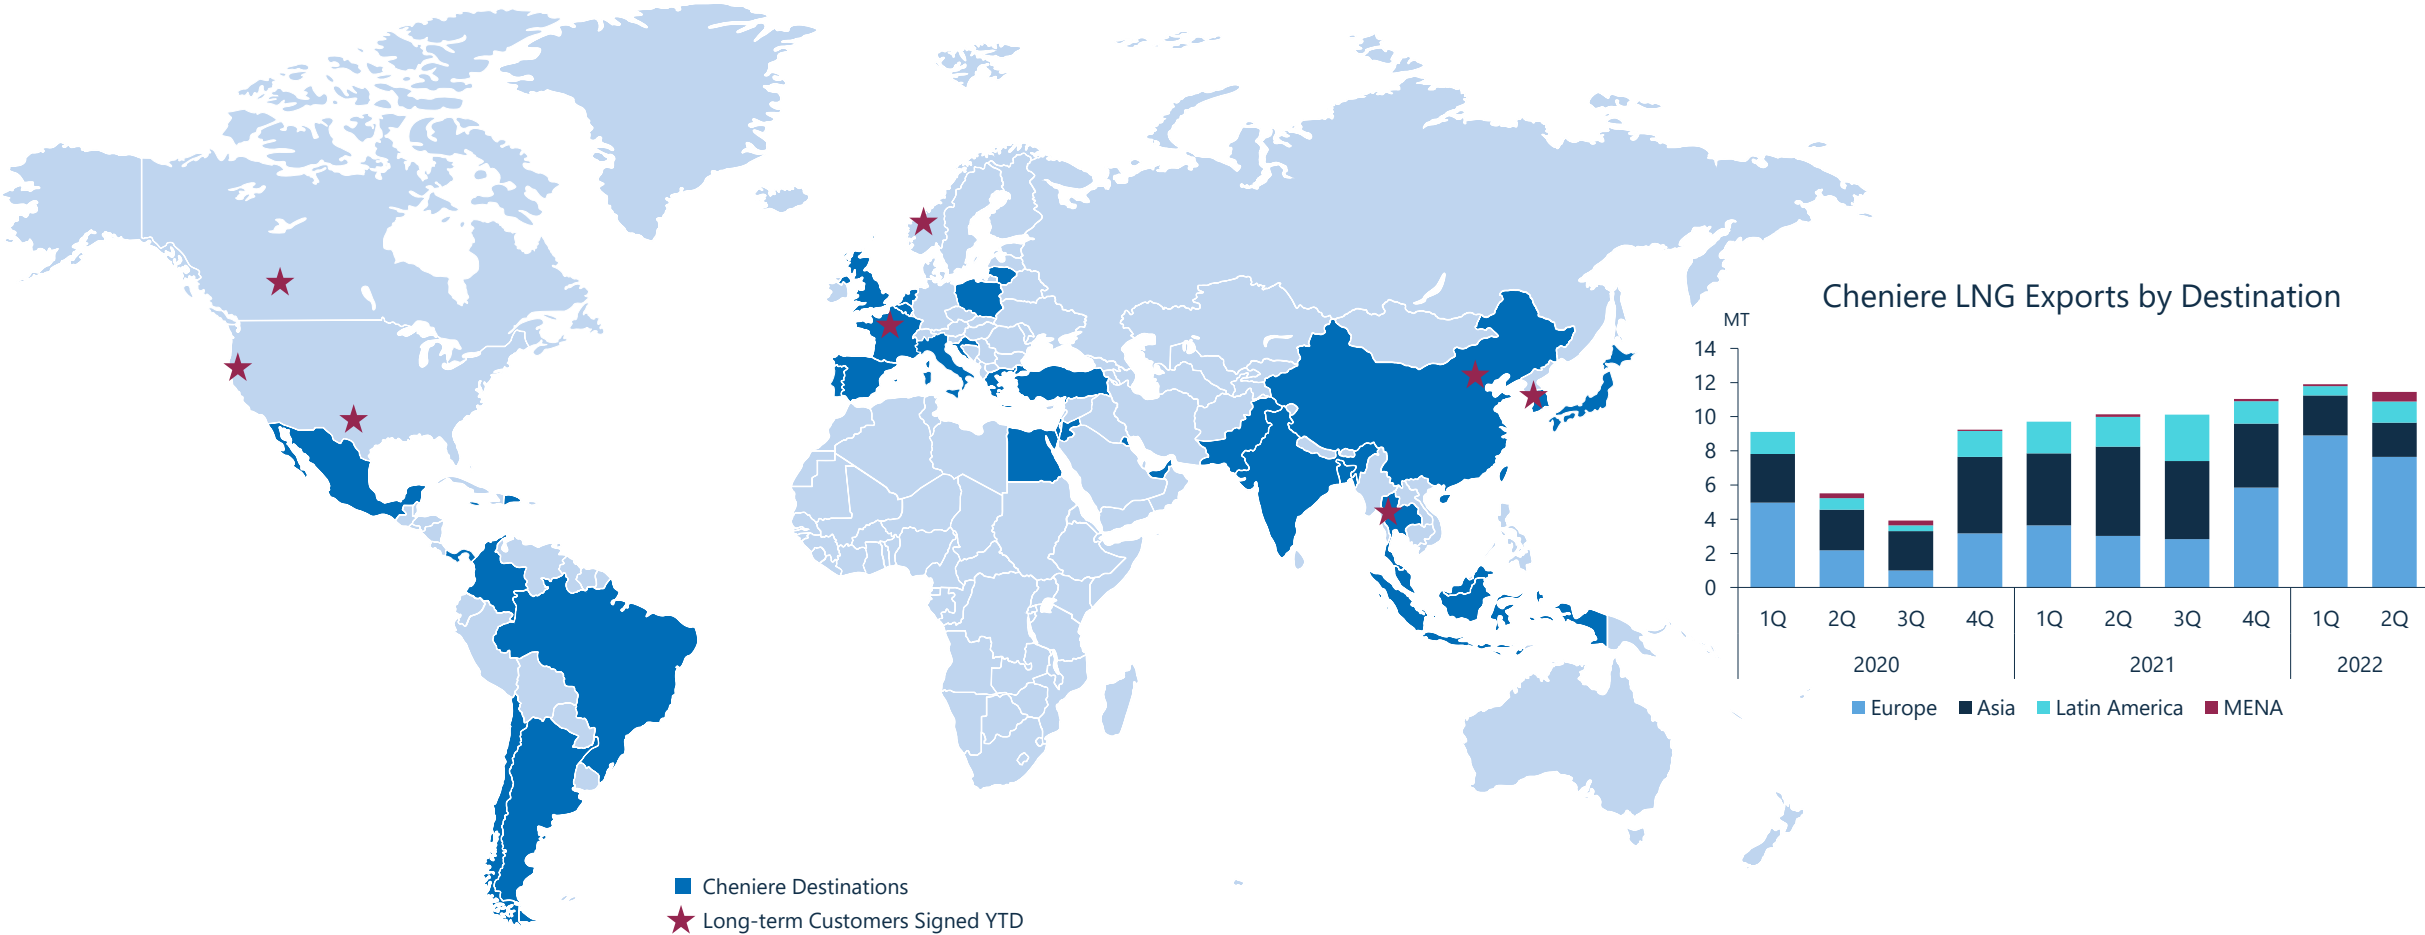 Cheniere LNG Exports by Destination
MT
14
12
10
8
6
4
2
0
1Q 2Q 3Q 4Q 1Q 2Q 3Q 4Q 1Q 2Q
2020 2021 2022
Europe Asia Latin America MENA
Cheniere Destinations
Long-term Customers Signed YTD